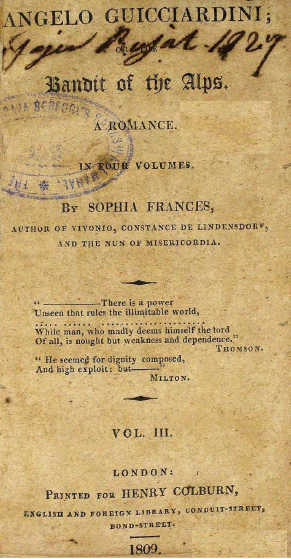 ANGELO GUICCIARDINI;
OR, THE
1827
Bandit of the Alps.
A ROMANCE.
IN FOUR VOLUMES.
By SOPHIA FRANCES,
AUTHOR OF VIVONIO, CONSTANCE DE LINDENSDORF,
AND THE NUN OF MISERICORDIA.
“ ————There is a power
Unseen that rules the illimitable world,
...................................
While man, who madly deems himself the lord
Of all, is nought but weakness and dependence.”
THOMSON.
“ He seemed for dignity composed,
And high exploit: but——”
MILTON.
VOL. III.
LONDON:
PRINTED FOR HENRY COLBURN,
ENGLISH AND FOREIGN LIBRARY, CONDUIT-STREET,
BOND-STREET.
1809.